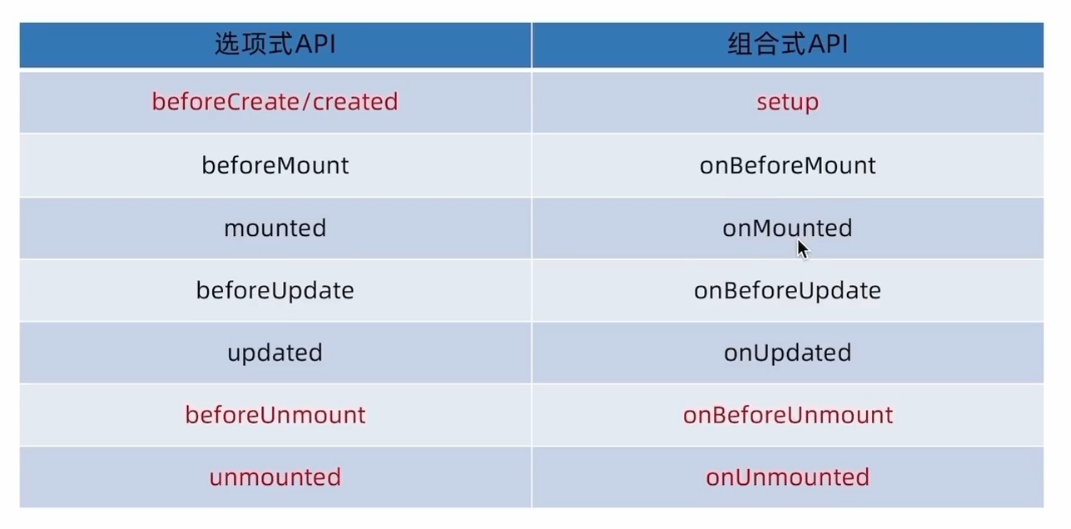 选项式API 组合式API
beforeCreate/created setup
beforeMount onBeforeMount
mounted onMounted
beforeUpdate onBeforeUpdate
updated onUpdated
beforeUnmount onBeforeUnmount
unmounted onUnmounted